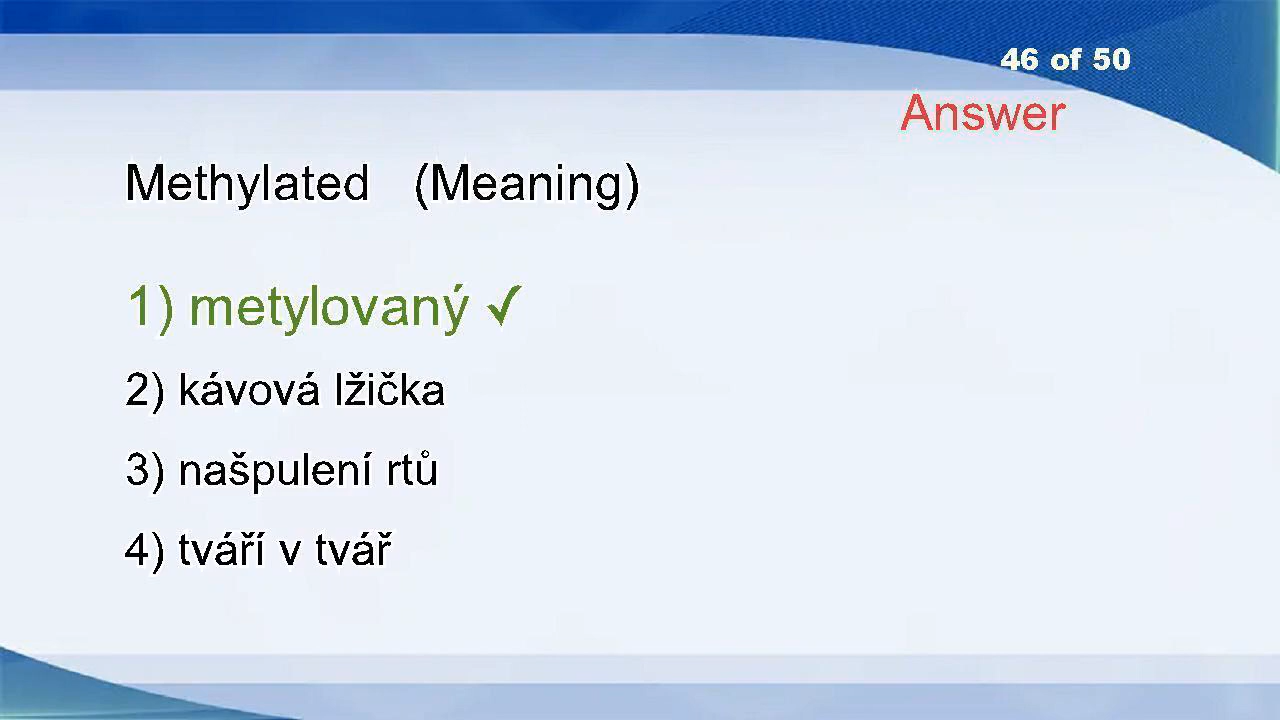 46 of 50
Answer
Methylated (Meaning)
1) metylovaný ✓
2) kávová lžička
3) našpulení rtů
4) tváří v tvář